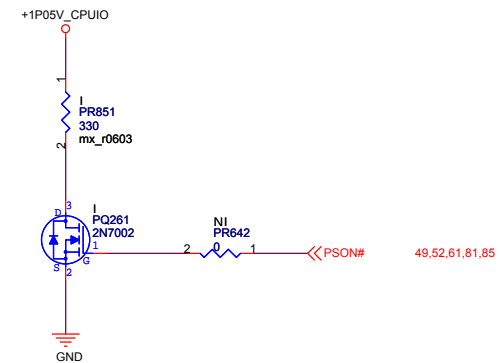 +1P05V_CPUIO
1
I
PR851
330
mx_r0603
2
3
D
I
PQ261
2N7002
1
G
S
2
NI
PR642
0
2
1
PSON#
49,52,61,81,85
GND